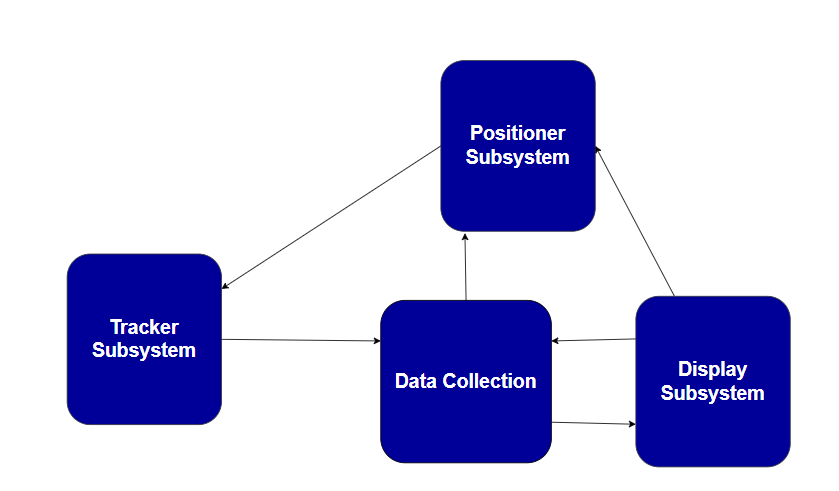 Positioner
Subsystem
Tracker
Subsystem
Data Collection
Display
Subsystem